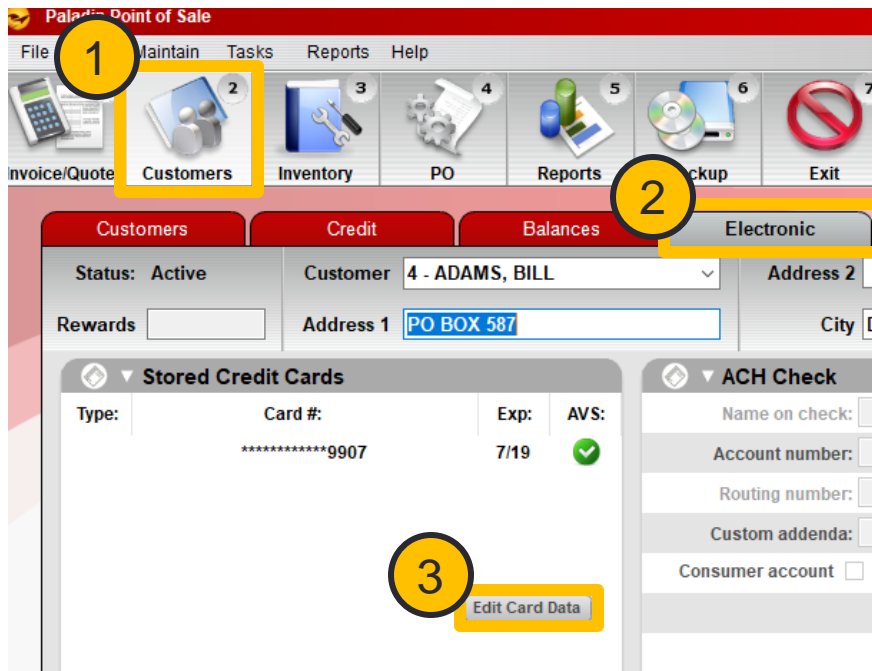 Paladin Point of Sale
1
File Maintain Tasks Reports Help
2 3 4 5 6 7
Invoice/Quote Customers Inventory PO Reports Backup Exit
2
Customers Credit Balances Electronic
Status: Active Customer 4 - ADAMS, BILL Address 2
Rewards Address 1 PO BOX 587 City D
Stored Credit Cards ACH Check
Type: Card #: Exp: AVS: Name on check:
************9907 7/19 Account number:
Routing number:
Custom addenda:
3 Consumer account
Edit Card Data